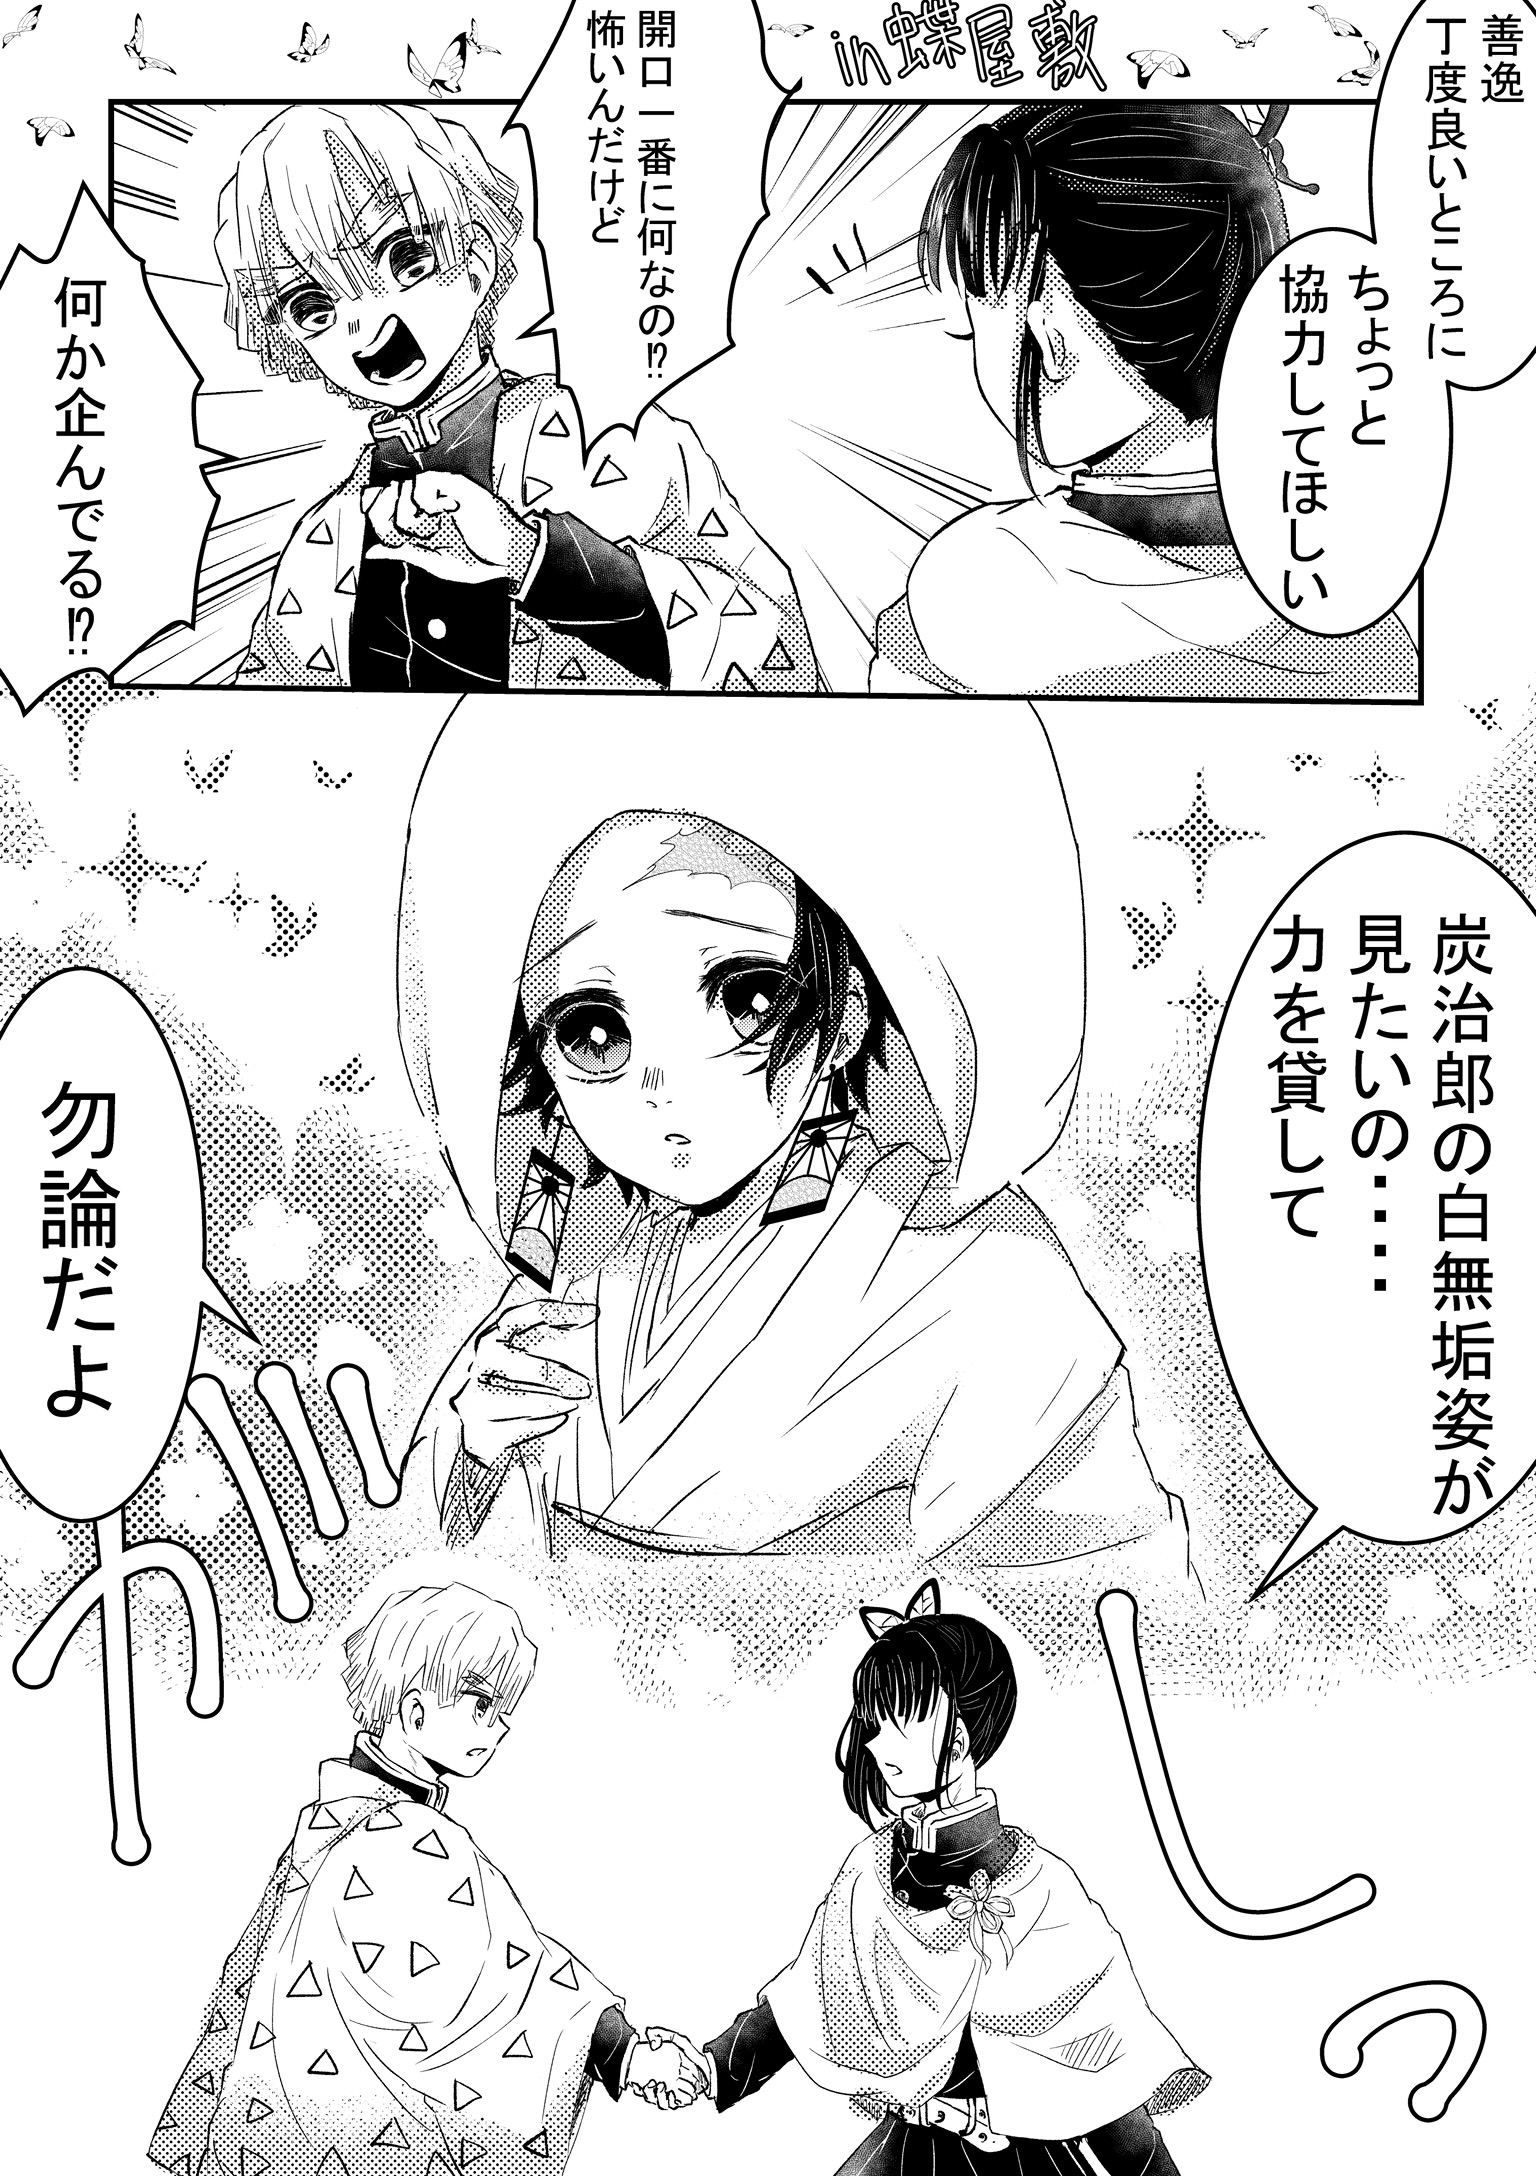 in蝶屋敷
善逸
丁度良いところに
ちょっと
協力してほしい
開口一番に何なの!?
怖いんだけど
何か企んでる!?
炭治郎の白無垢姿が
見たいの・・・・
力を貸して
勿論だよ
ガシッ